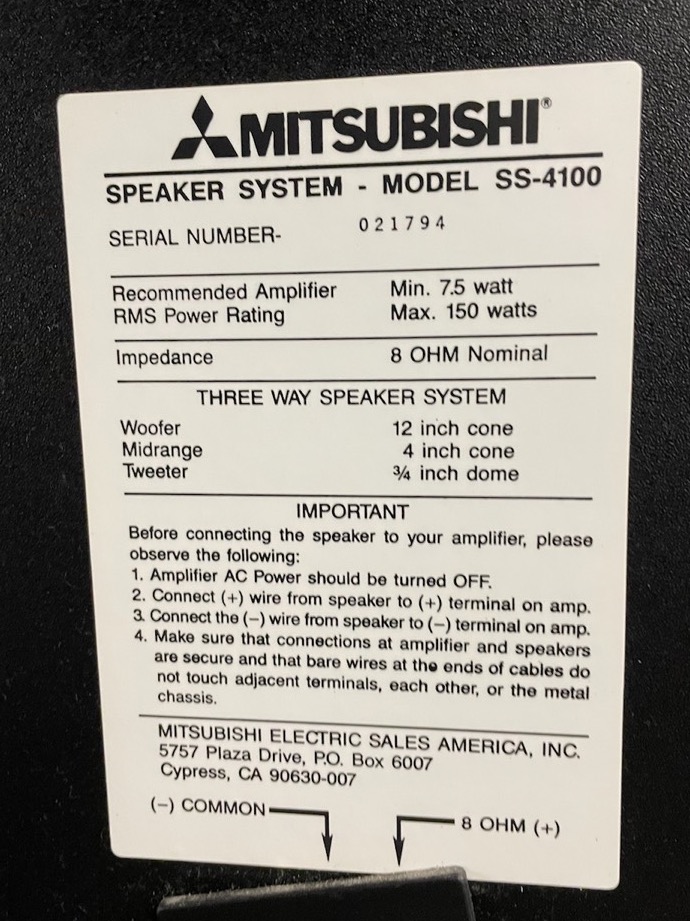 MITSUBISHI®
SPEAKER SYSTEM - MODEL SS-4100
SERIAL NUMBER- 021794
Recommended Amplifier Min. 7.5 watt
RMS Power Rating Max. 150 watts
Impedance 8 OHM Nominal
THREE WAY SPEAKER SYSTEM
Woofer 12 inch cone
Midrange 4 inch cone
Tweeter ¾ inch dome
IMPORTANT
Before connecting the speaker to your amplifier, please
observe the following:
1. Amplifier AC Power should be turned OFF.
2. Connect (+) wire from speaker to (+) terminal on amp.
3. Connect the (−) wire from speaker to (−) terminal on amp.
4. Make sure that connections at amplifier and speakers
are secure and that bare wires at the ends of cables do
not touch adjacent terminals, each other, or the metal
chassis.
MITSUBISHI ELECTRIC SALES AMERICA, INC.
5757 Plaza Drive, P.O. Box 6007
Cypress, CA 90630-007
(−) COMMON 8 OHM (+)